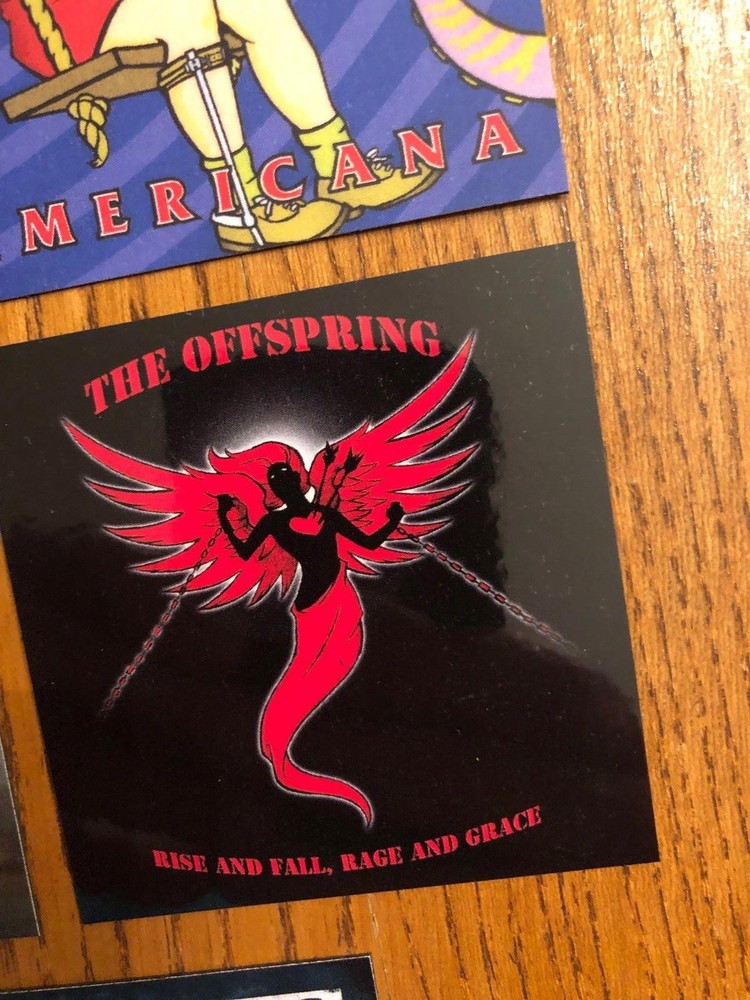 MERICANA
THE OFFSPRING
RISE AND FALL, RAGE AND GRACE